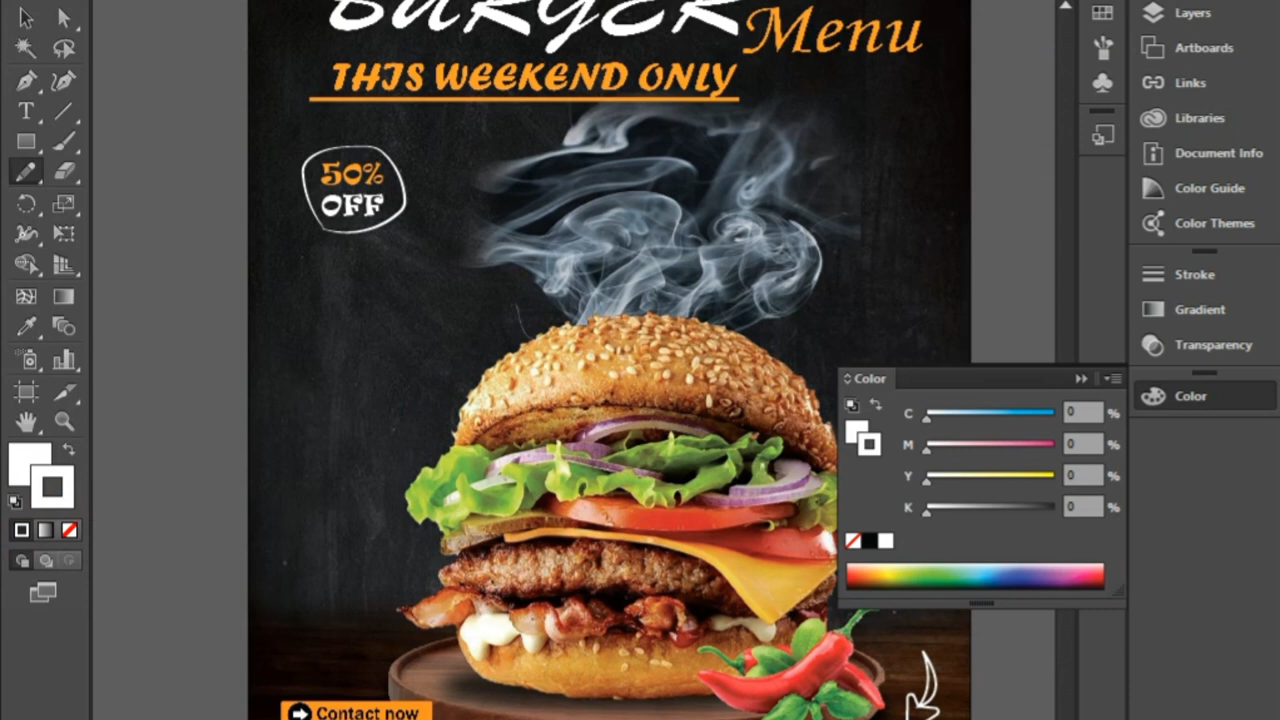 BURGER
Menu
THIS WEEKEND ONLY
50%
OFF
Contact now
Layers
Artboards
Links
Libraries
Document Info
Color Guide
Color Themes
Stroke
Gradient
Transparency
Color
Color
C 0 %
M 0 %
Y 0 %
K 0 %
T